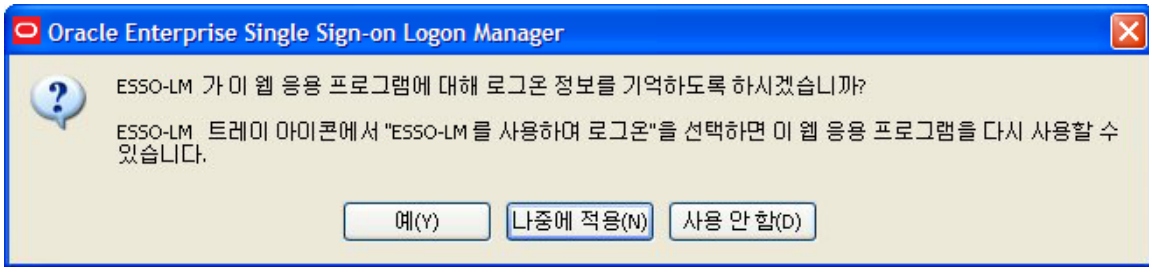 Oracle Enterprise Single Sign-on Logon Manager
ESSO-LM 가 이 웹 응용 프로그램에 대해 로그온 정보를 기억하도록 하시겠습니까?
ESSO-LM 트레이 아이콘에서 "ESSO-LM 를 사용하여 로그온"을 선택하면 이 웹 응용 프로그램을 다시 사용할 수
있습니다.
예(Y) 나중에 적용(N) 사용 안 함(D)